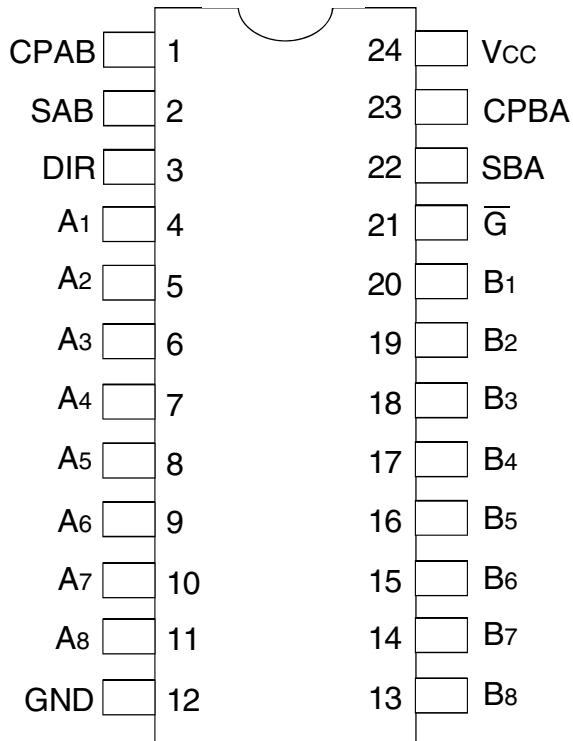 CPAB 1 24 VCC
SAB 2 23 CPBA
DIR 3 22 SBA
A1 4 21 G̅
A2 5 20 B1
A3 6 19 B2
A4 7 18 B3
A5 8 17 B4
A6 9 16 B5
A7 10 15 B6
A8 11 14 B7
GND 12 13 B8